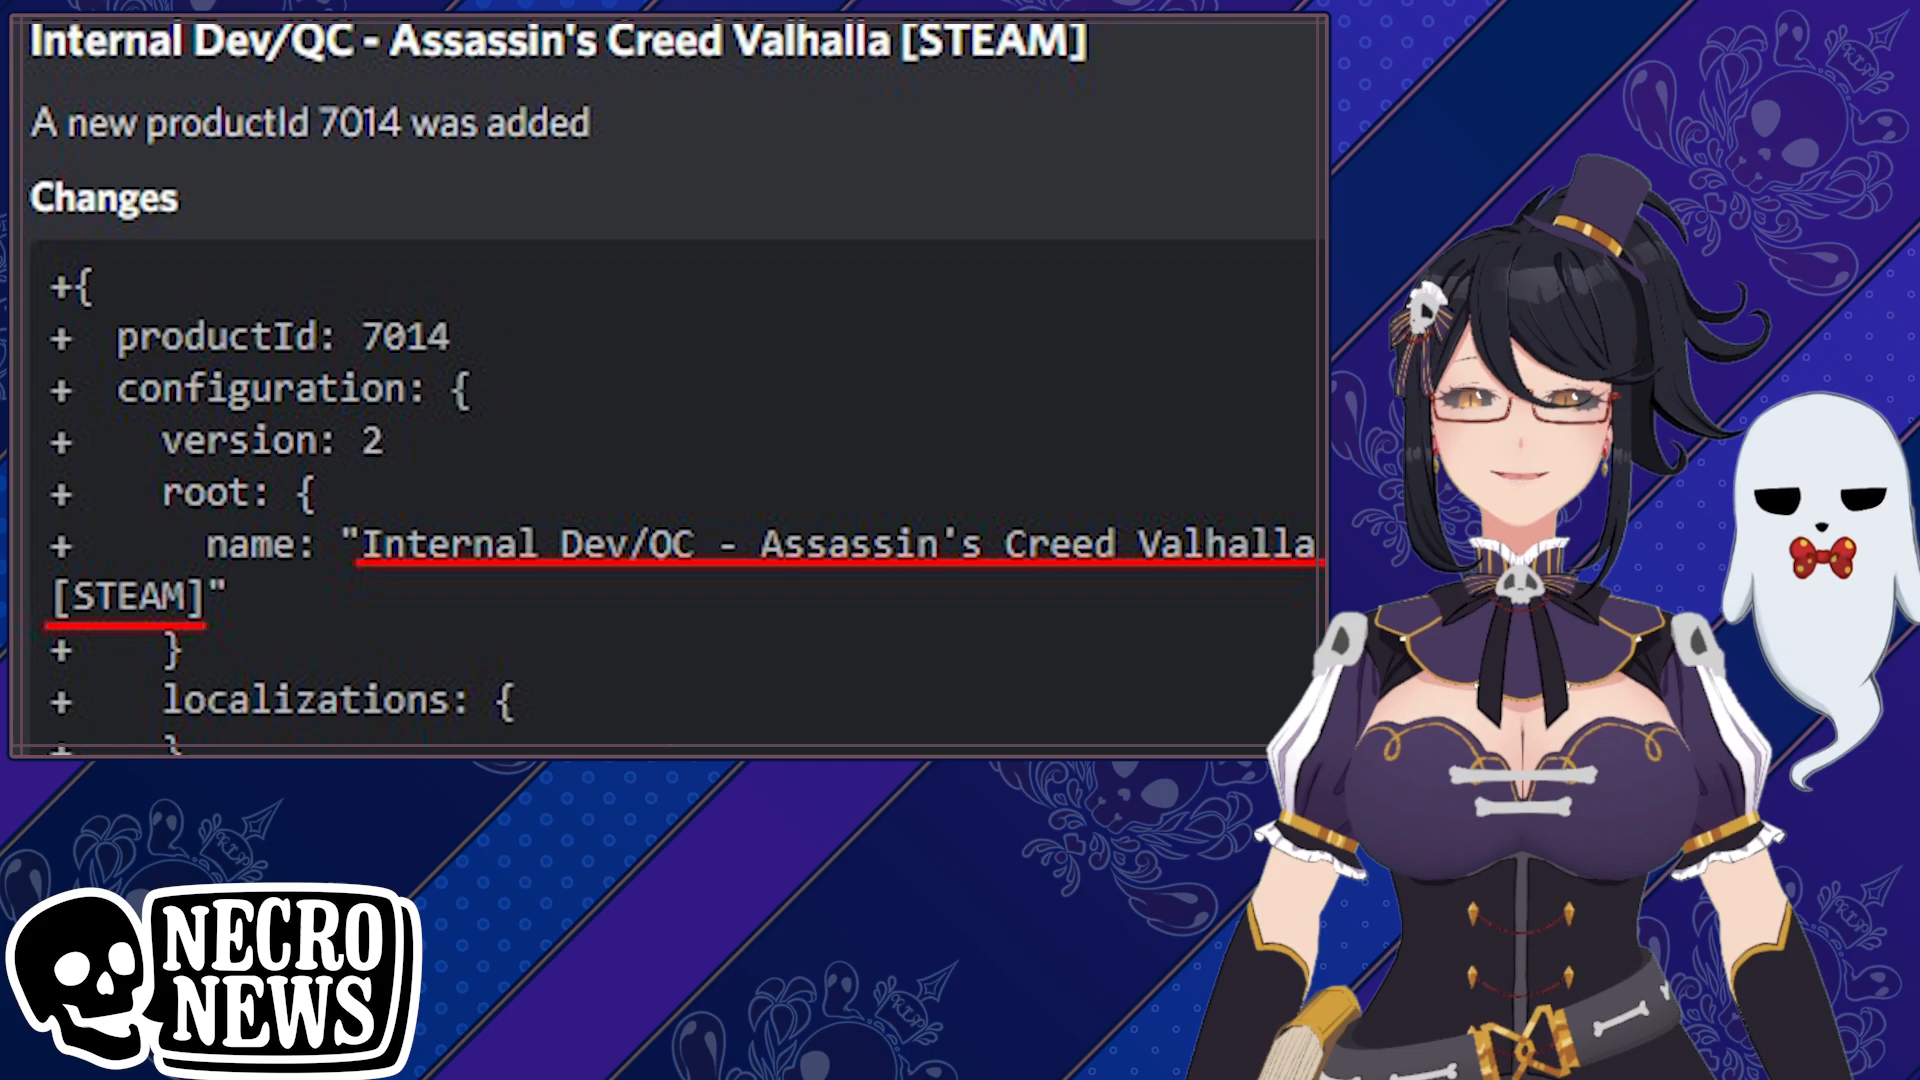 Internal Dev/QC - Assassin's Creed Valhalla [STEAM]
A new productId 7014 was added
Changes
+{
+ productId: 7014
+ configuration: {
+ version: 2
+ root: {
+ name: "Internal Dev/QC - Assassin's Creed Valhalla
[STEAM]"
+ }
+ localizations: {
+ }
NECRO
NEWS